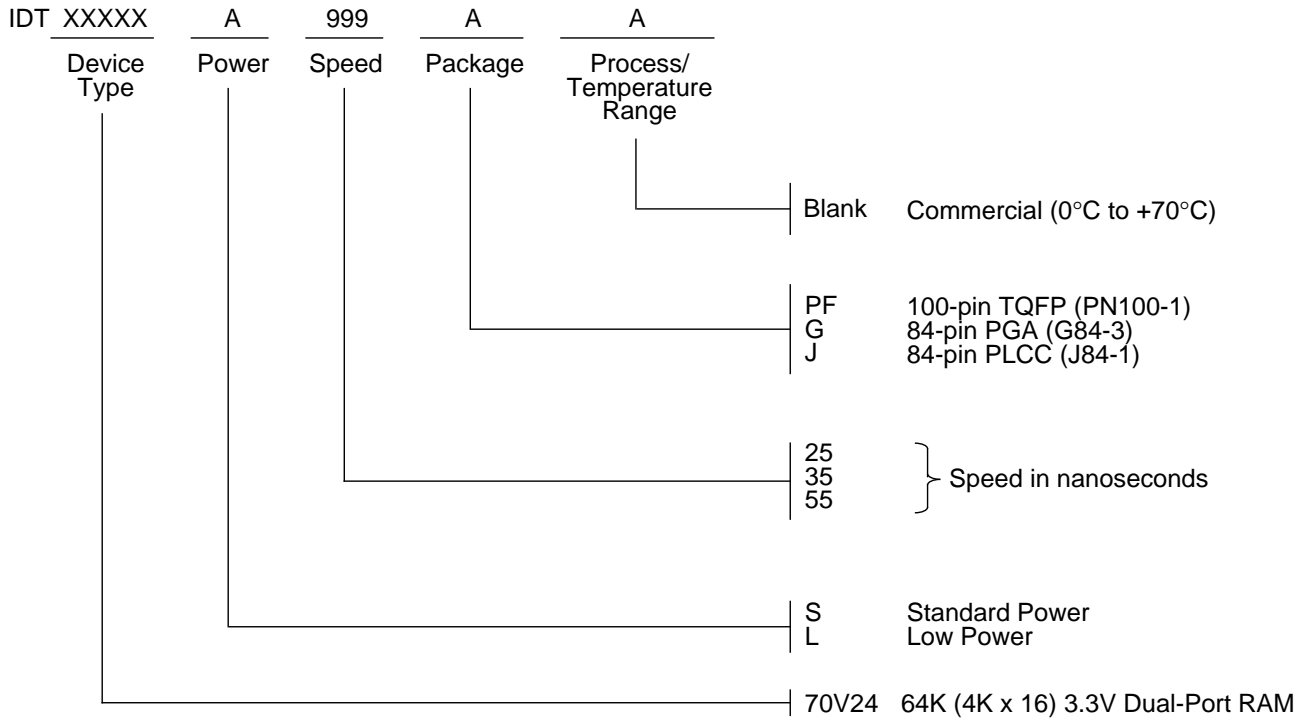 IDT XXXXX A 999 A A
Device Power Speed Package Process/
Type Temperature
Range
Blank Commercial (0°C to +70°C)
PF 100-pin TQFP (PN100-1)
G 84-pin PGA (G84-3)
J 84-pin PLCC (J84-1)
25
35 Speed in nanoseconds
55
S Standard Power
L Low Power
70V24 64K (4K x 16) 3.3V Dual-Port RAM